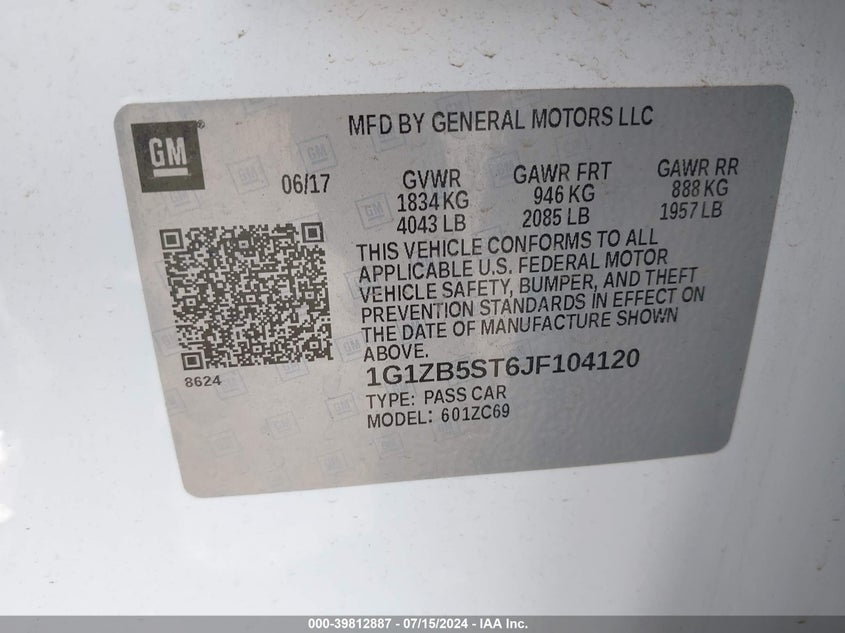 GM
MFD BY GENERAL MOTORS LLC
06/17
GVWR GAWR FRT GAWR RR
1834 KG 946 KG 888 KG
4043 LB 2085 LB 1957 LB
THIS VEHICLE CONFORMS TO ALL
APPLICABLE U.S. FEDERAL MOTOR
VEHICLE SAFETY, BUMPER, AND THEFT
PREVENTION STANDARDS IN EFFECT ON
THE DATE OF MANUFACTURE SHOWN
ABOVE.
8624
1G1ZB5ST6JF104120
TYPE: PASS CAR
MODEL: 601ZC69
000-39812887 - 07/15/2024 - IAA Inc.